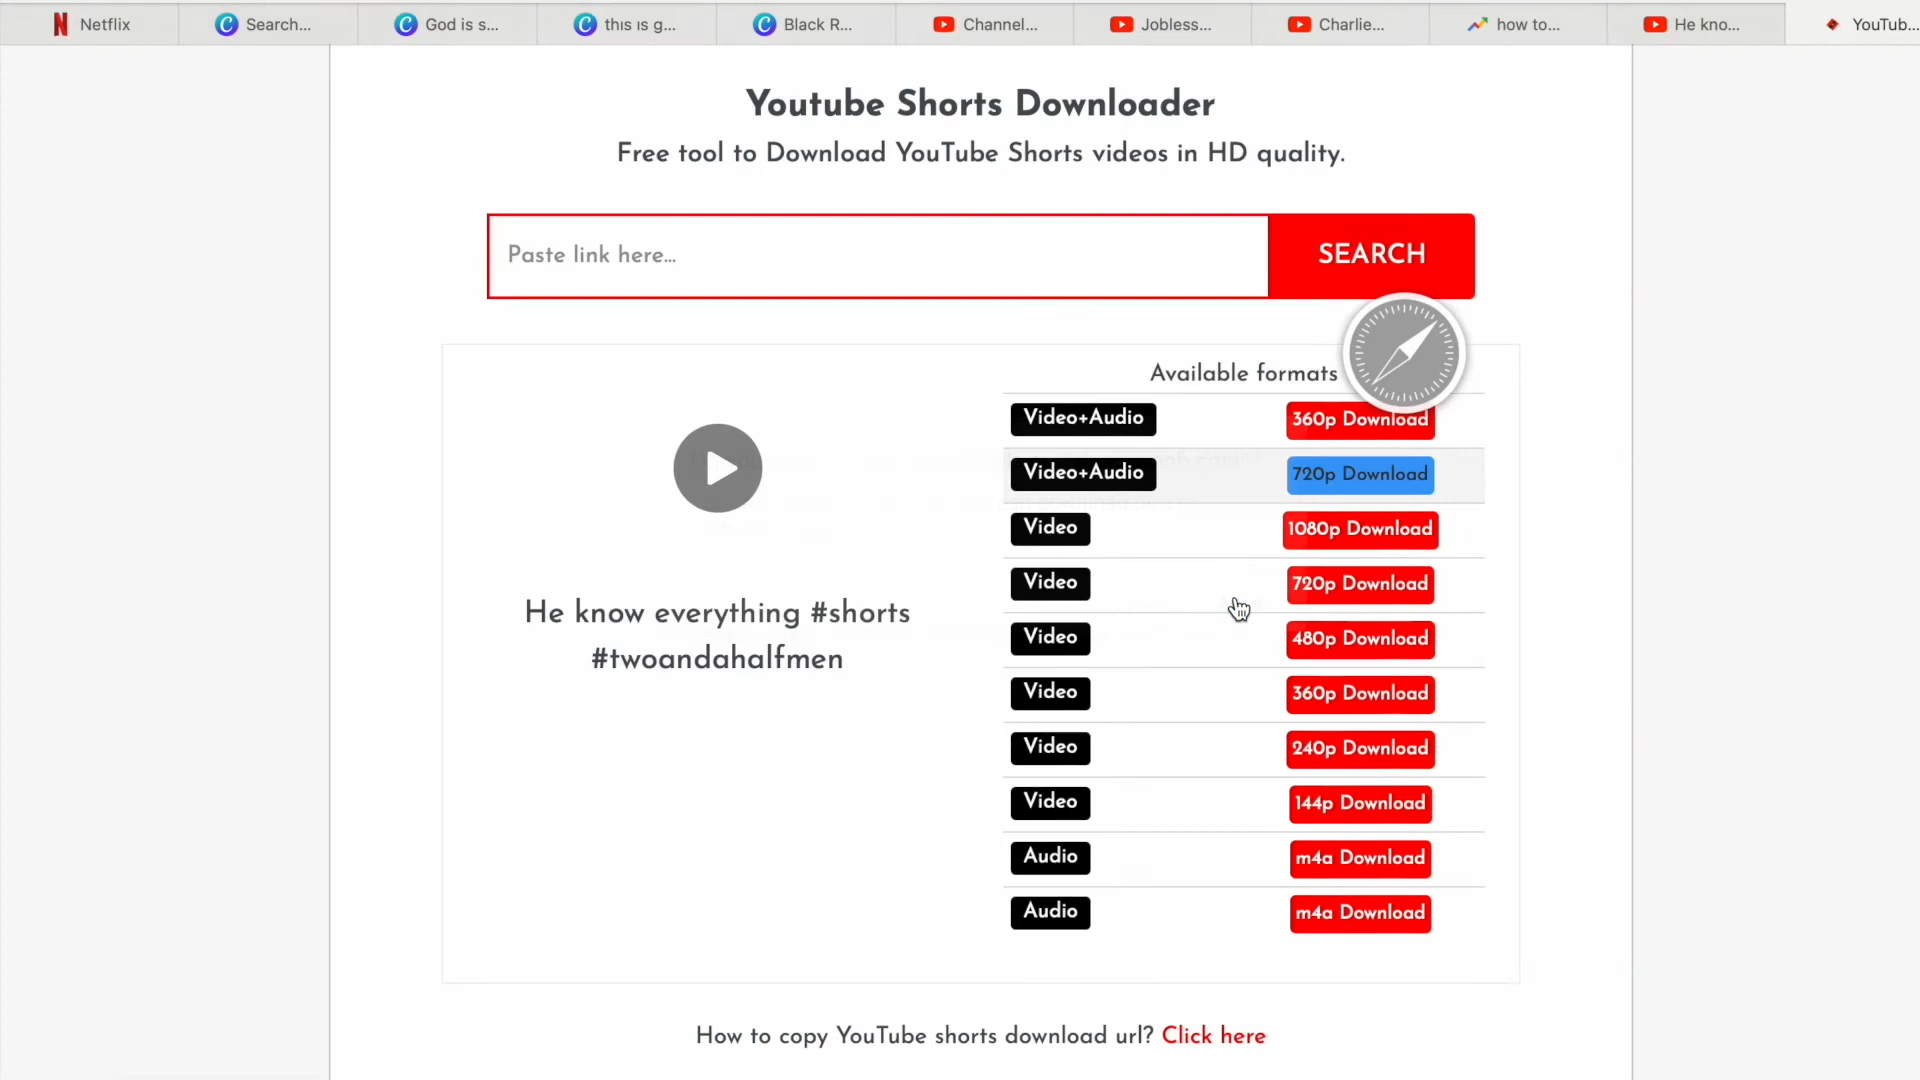 Netflix
Search...
God is s...
this is g...
Black R...
Channel...
Jobless...
Charlie...
how to...
He kno...
YouTub...
Youtube Shorts Downloader
Free tool to Download YouTube Shorts videos in HD quality.
Paste link here...
SEARCH
Available formats
Video+Audio 360p Download
Video+Audio 720p Download
Video 1080p Download
Video 720p Download
Video 480p Download
Video 360p Download
Video 240p Download
Video 144p Download
Audio m4a Download
Audio m4a Download
He know everything #shorts
#twoandahalfmen
How to copy YouTube shorts download url? Click here